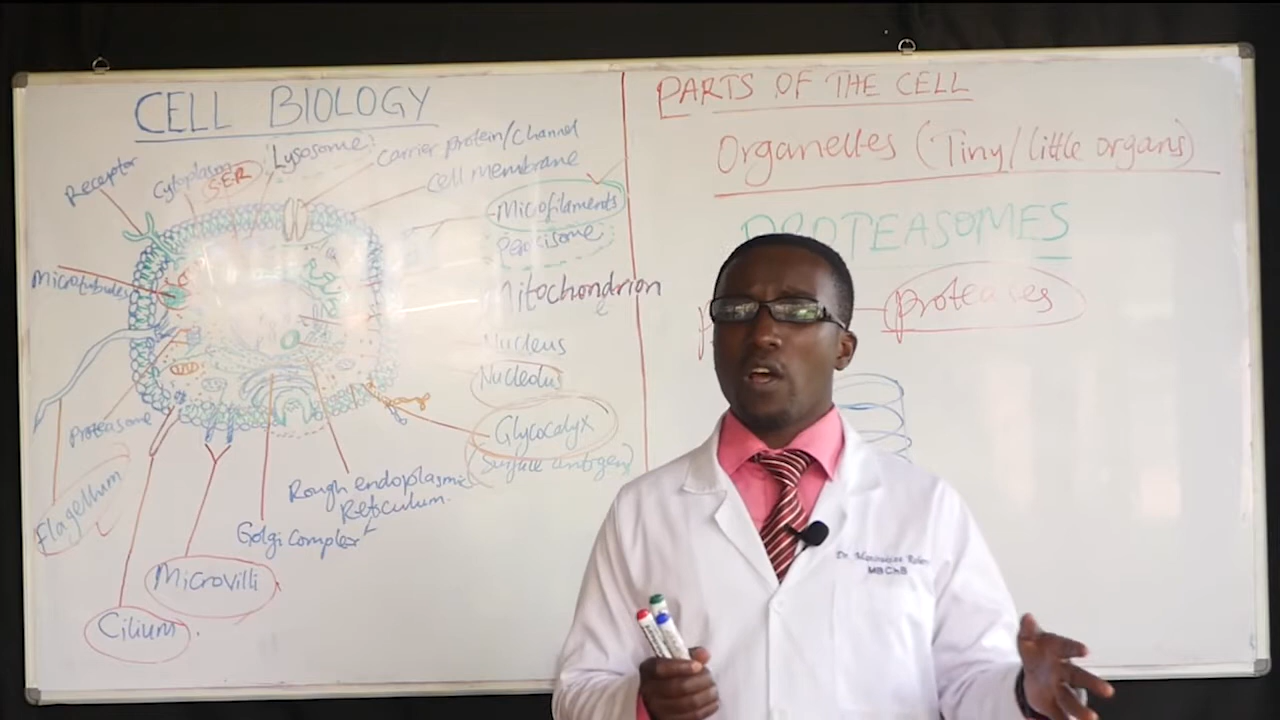 CELL BIOLOGY
Receptor
Cytoplasm
SER
Lysosome
Carrier protein/Channel
Cell membrane
Microfilaments
Peroxisome
Mitochondrion
e
Nucleus
Nucleolus
Glycocalyx
(Surface antigen)
Microtubules
Proteasome
Flagellum
Rough endoplasmic
Reticulum.
Golgi complex
Microvilli
Cilium
PARTS OF THE CELL
Organelles (Tiny/little organs)
PROTEASOMES
proteases
Dr.
MBChB